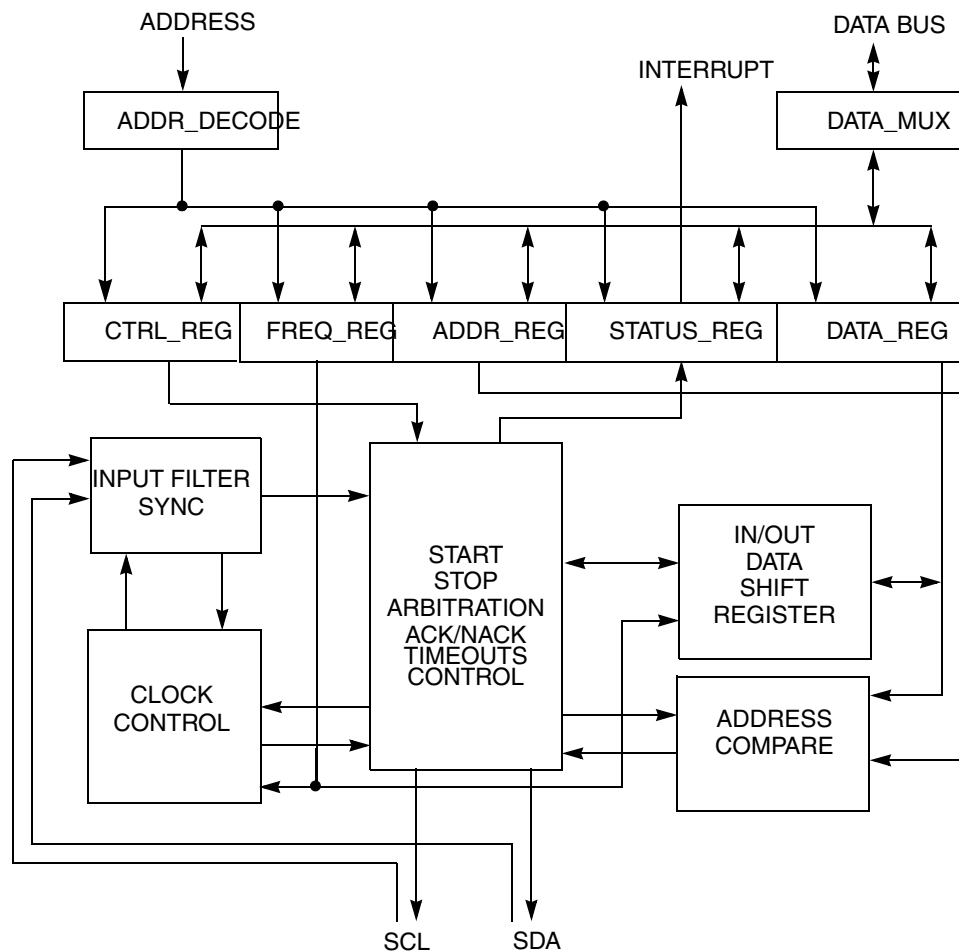 ADDRESS
DATA BUS
INTERRUPT
ADDR_DECODE
DATA_MUX
CTRL_REG
FREQ_REG
ADDR_REG
STATUS_REG
DATA_REG
INPUT FILTER
SYNC
START
STOP
ARBITRATION
ACK/NACK
TIMEOUTS
CONTROL
IN/OUT
DATA
SHIFT
REGISTER
CLOCK
CONTROL
ADDRESS
COMPARE
SCL
SDA